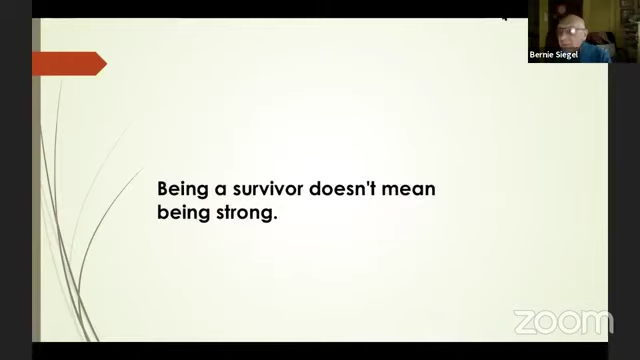 Bernie Siegel
Being a survivor doesn't mean
being strong.
zoom